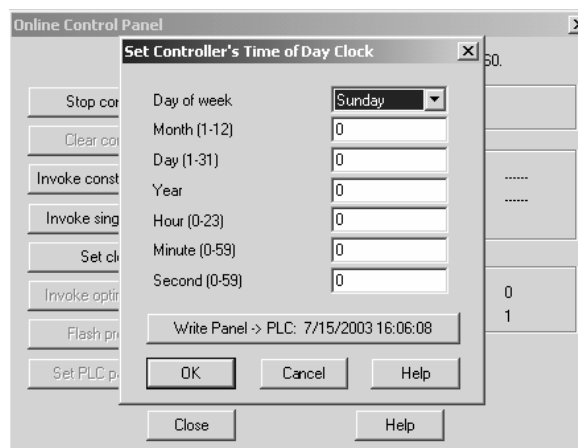 Online Control Panel
Set Controller's Time of Day Clock
60.
Day of week Sunday
Month (1-12) 0
Day (1-31) 0
Year 0
Hour (0-23) 0
Minute (0-59) 0
Second (0-59) 0
Write Panel -> PLC: 7/15/2003 16:06:08
OK Cancel Help
Stop con
Clear co
Invoke const
Invoke sing
Set cl
Invoke opti
Flash pr
Set PLC p
------
------
0
1
Close Help